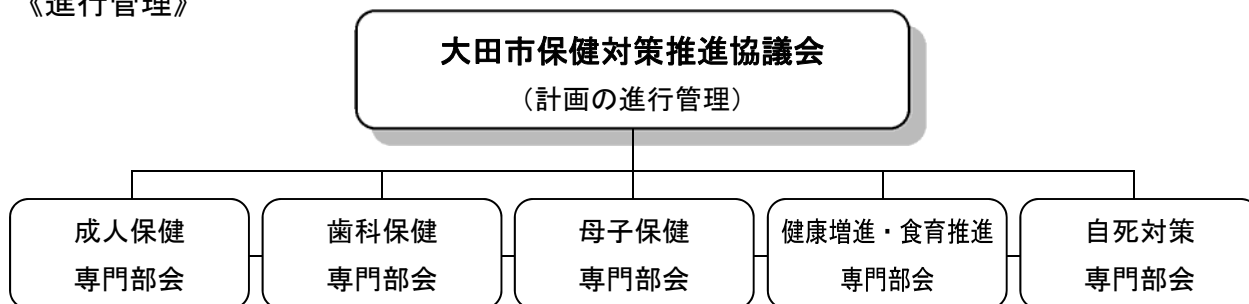 《進行管理》
大田市保健対策推進協議会
（計画の進行管理）
成人保健
専門部会
歯科保健
専門部会
母子保健
専門部会
健康増進・食育推進
専門部会
自死対策
専門部会